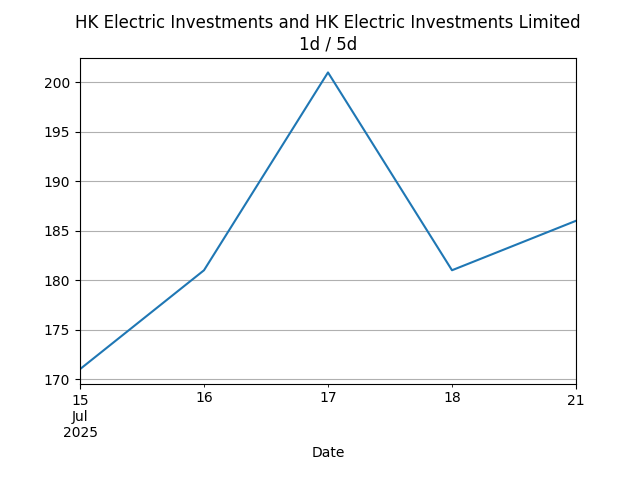 HK Electric Investments and HK Electric Investments Limited
1d / 5d
200
195
190
185
180
175
170
15 16 17 18 21
Jul
2025
Date